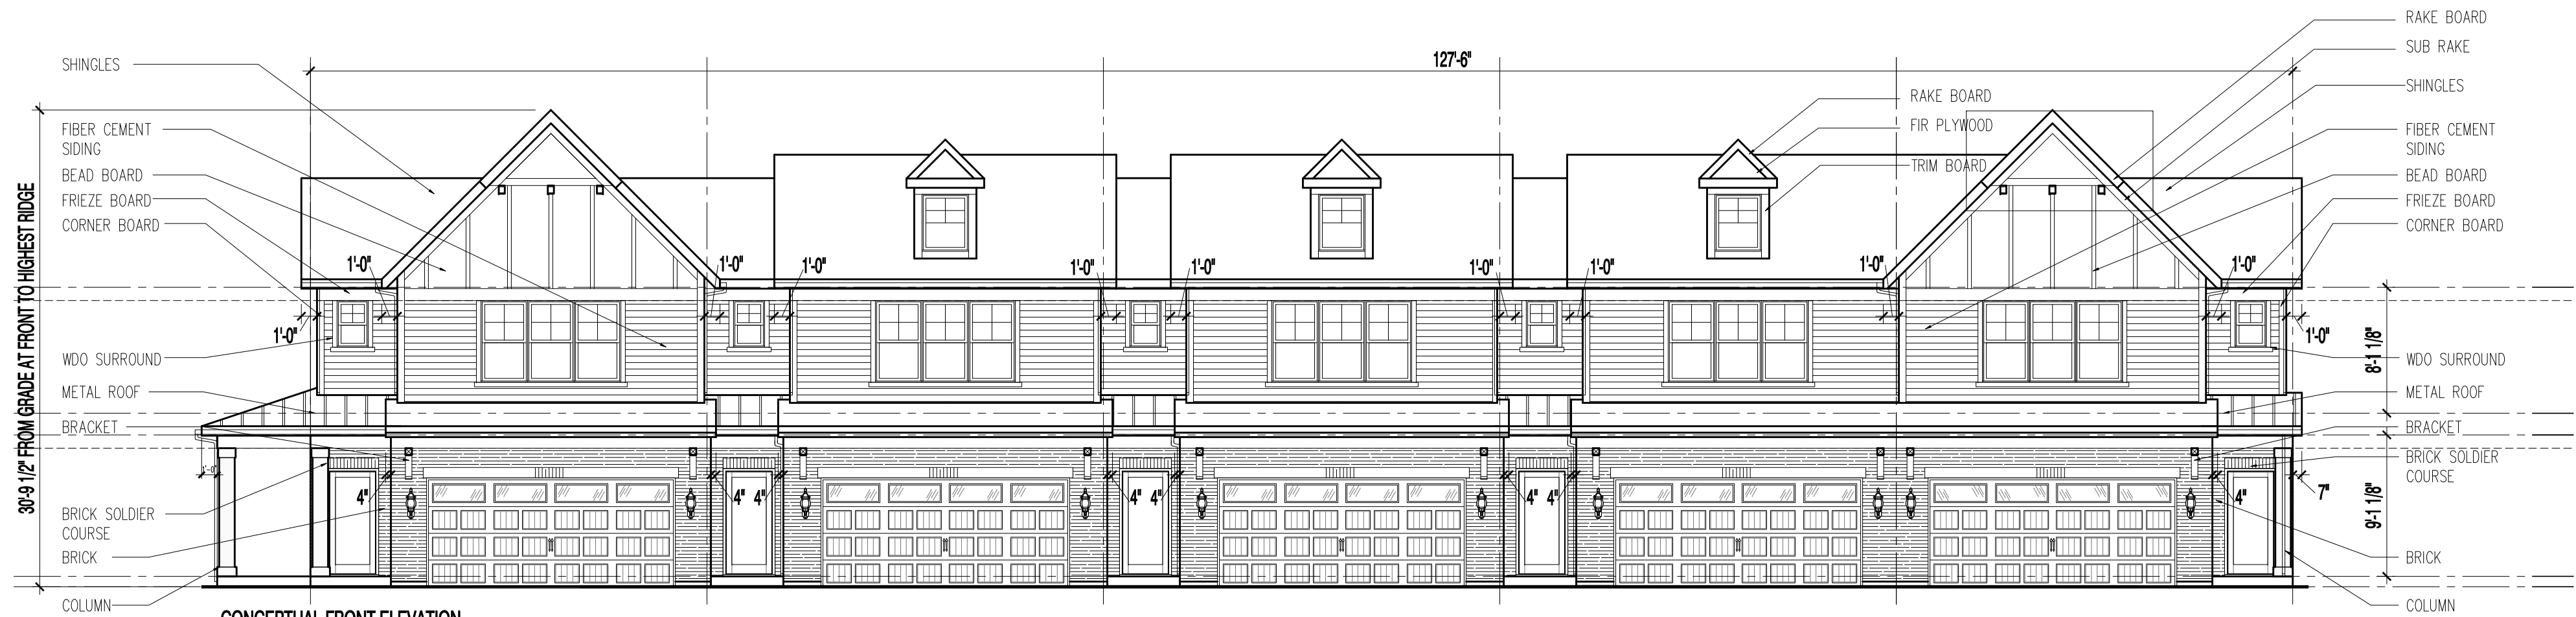 127'-6"
SHINGLES
FIBER CEMENT
SIDING
BEAD BOARD
FRIEZE BOARD
CORNER BOARD
WDO SURROUND
METAL ROOF
BRACKET
BRICK SOLDIER
COURSE
BRICK
COLUMN
30'-9 1/2" FROM GRADE AT FRONT TO HIGHEST RIDGE
1'-0"
1'-0"
1'-0"
1'-0"
1'-0"
1'-0"
1'-0"
1'-0"
1'-0"
1'-0"
1'-0"
1'-0"
1'-0"
4"
4"
4"
4"
4"
4"
4"
4"
7"
RAKE BOARD
FIR PLYWOOD
TRIM BOARD
RAKE BOARD
SUB RAKE
SHINGLES
FIBER CEMENT
SIDING
BEAD BOARD
FRIEZE BOARD
CORNER BOARD
WDO SURROUND
METAL ROOF
BRACKET
BRICK SOLDIER
COURSE
BRICK
COLUMN
8'-1 1/8"
9'-1 1/8"
CONCEPTUAL FRONT ELEVATION